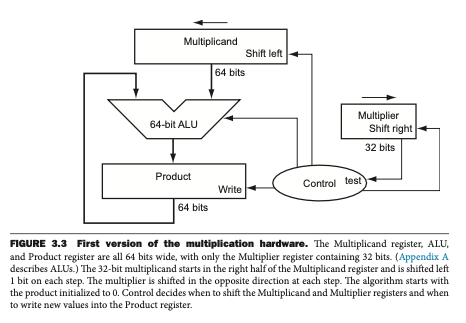 Multiplicand
Shift left
64 bits
64-bit ALU
Multiplier
Shift right
32 bits
Product
Write
Control test
64 bits
FIGURE 3.3 First version of the multiplication hardware. The Multiplicand register, ALU,
and Product register are all 64 bits wide, with only the Multiplier register containing 32 bits. (Appendix A
describes ALUs.) The 32-bit multiplicand starts in the right half of the Multiplicand register and is shifted left
1 bit on each step. The multiplier is shifted in the opposite direction at each step. The algorithm starts with
the product initialized to 0. Control decides when to shift the Multiplicand and Multiplier registers and when
to write new values into the Product register.